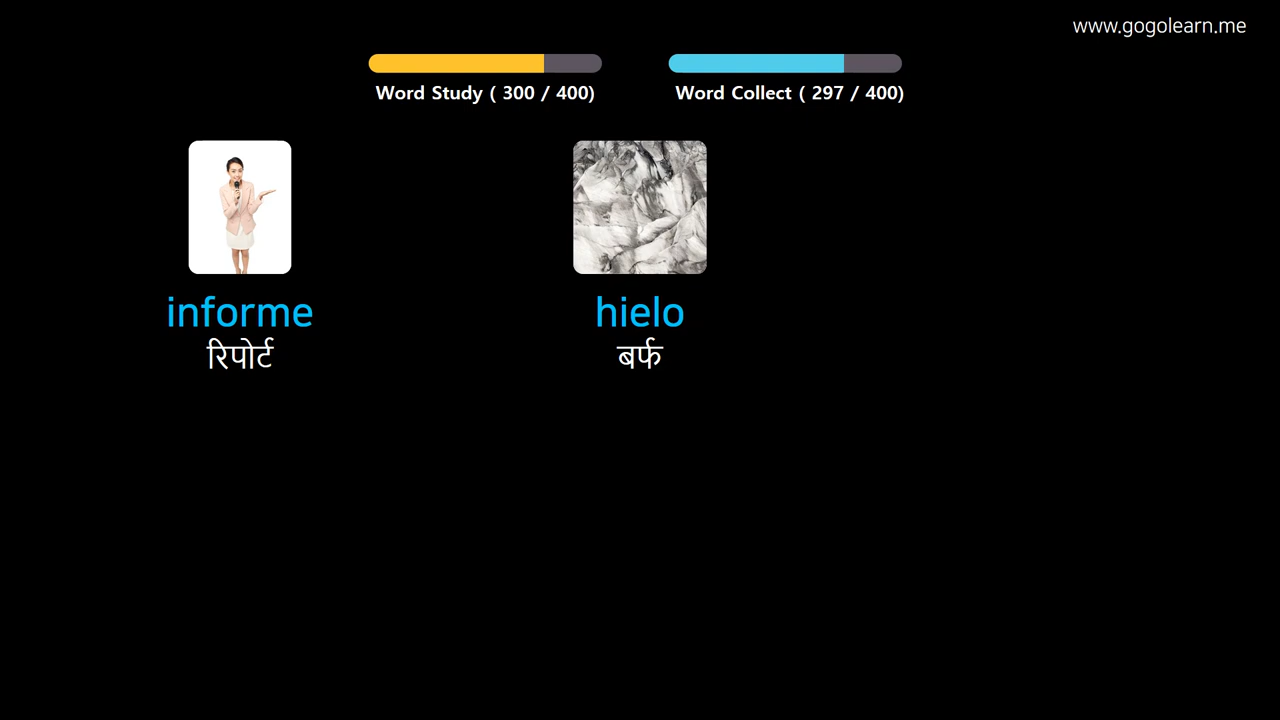 www.gogolearn.me
Word Study ( 300 / 400)
Word Collect ( 297 / 400)
informe
रिपोर्ट
hielo
बर्फ